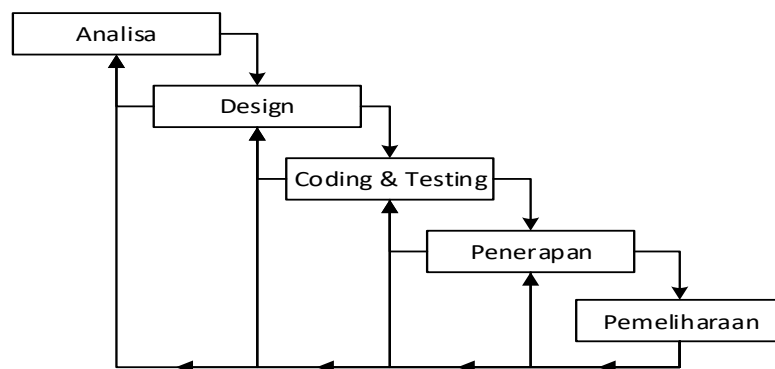 Analisa
Design
Coding & Testing
Penerapan
Pemeliharaan